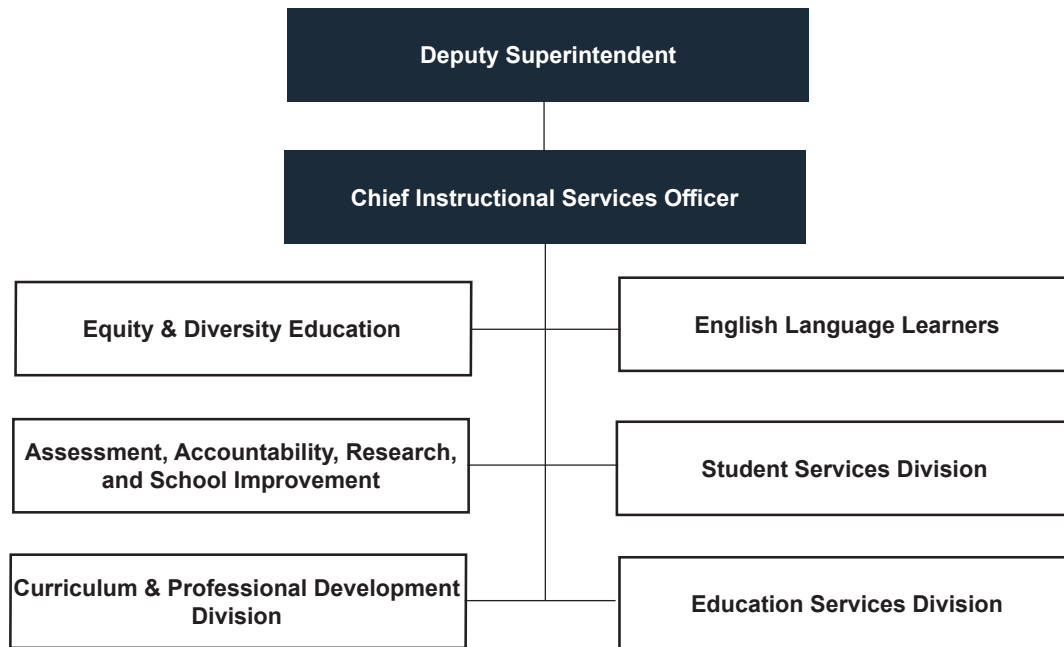 Deputy Superintendent
Chief Instructional Services Officer
Equity & Diversity Education
English Language Learners
Assessment, Accountability, Research,
and School Improvement
Student Services Division
Curriculum & Professional Development
Division
Education Services Division